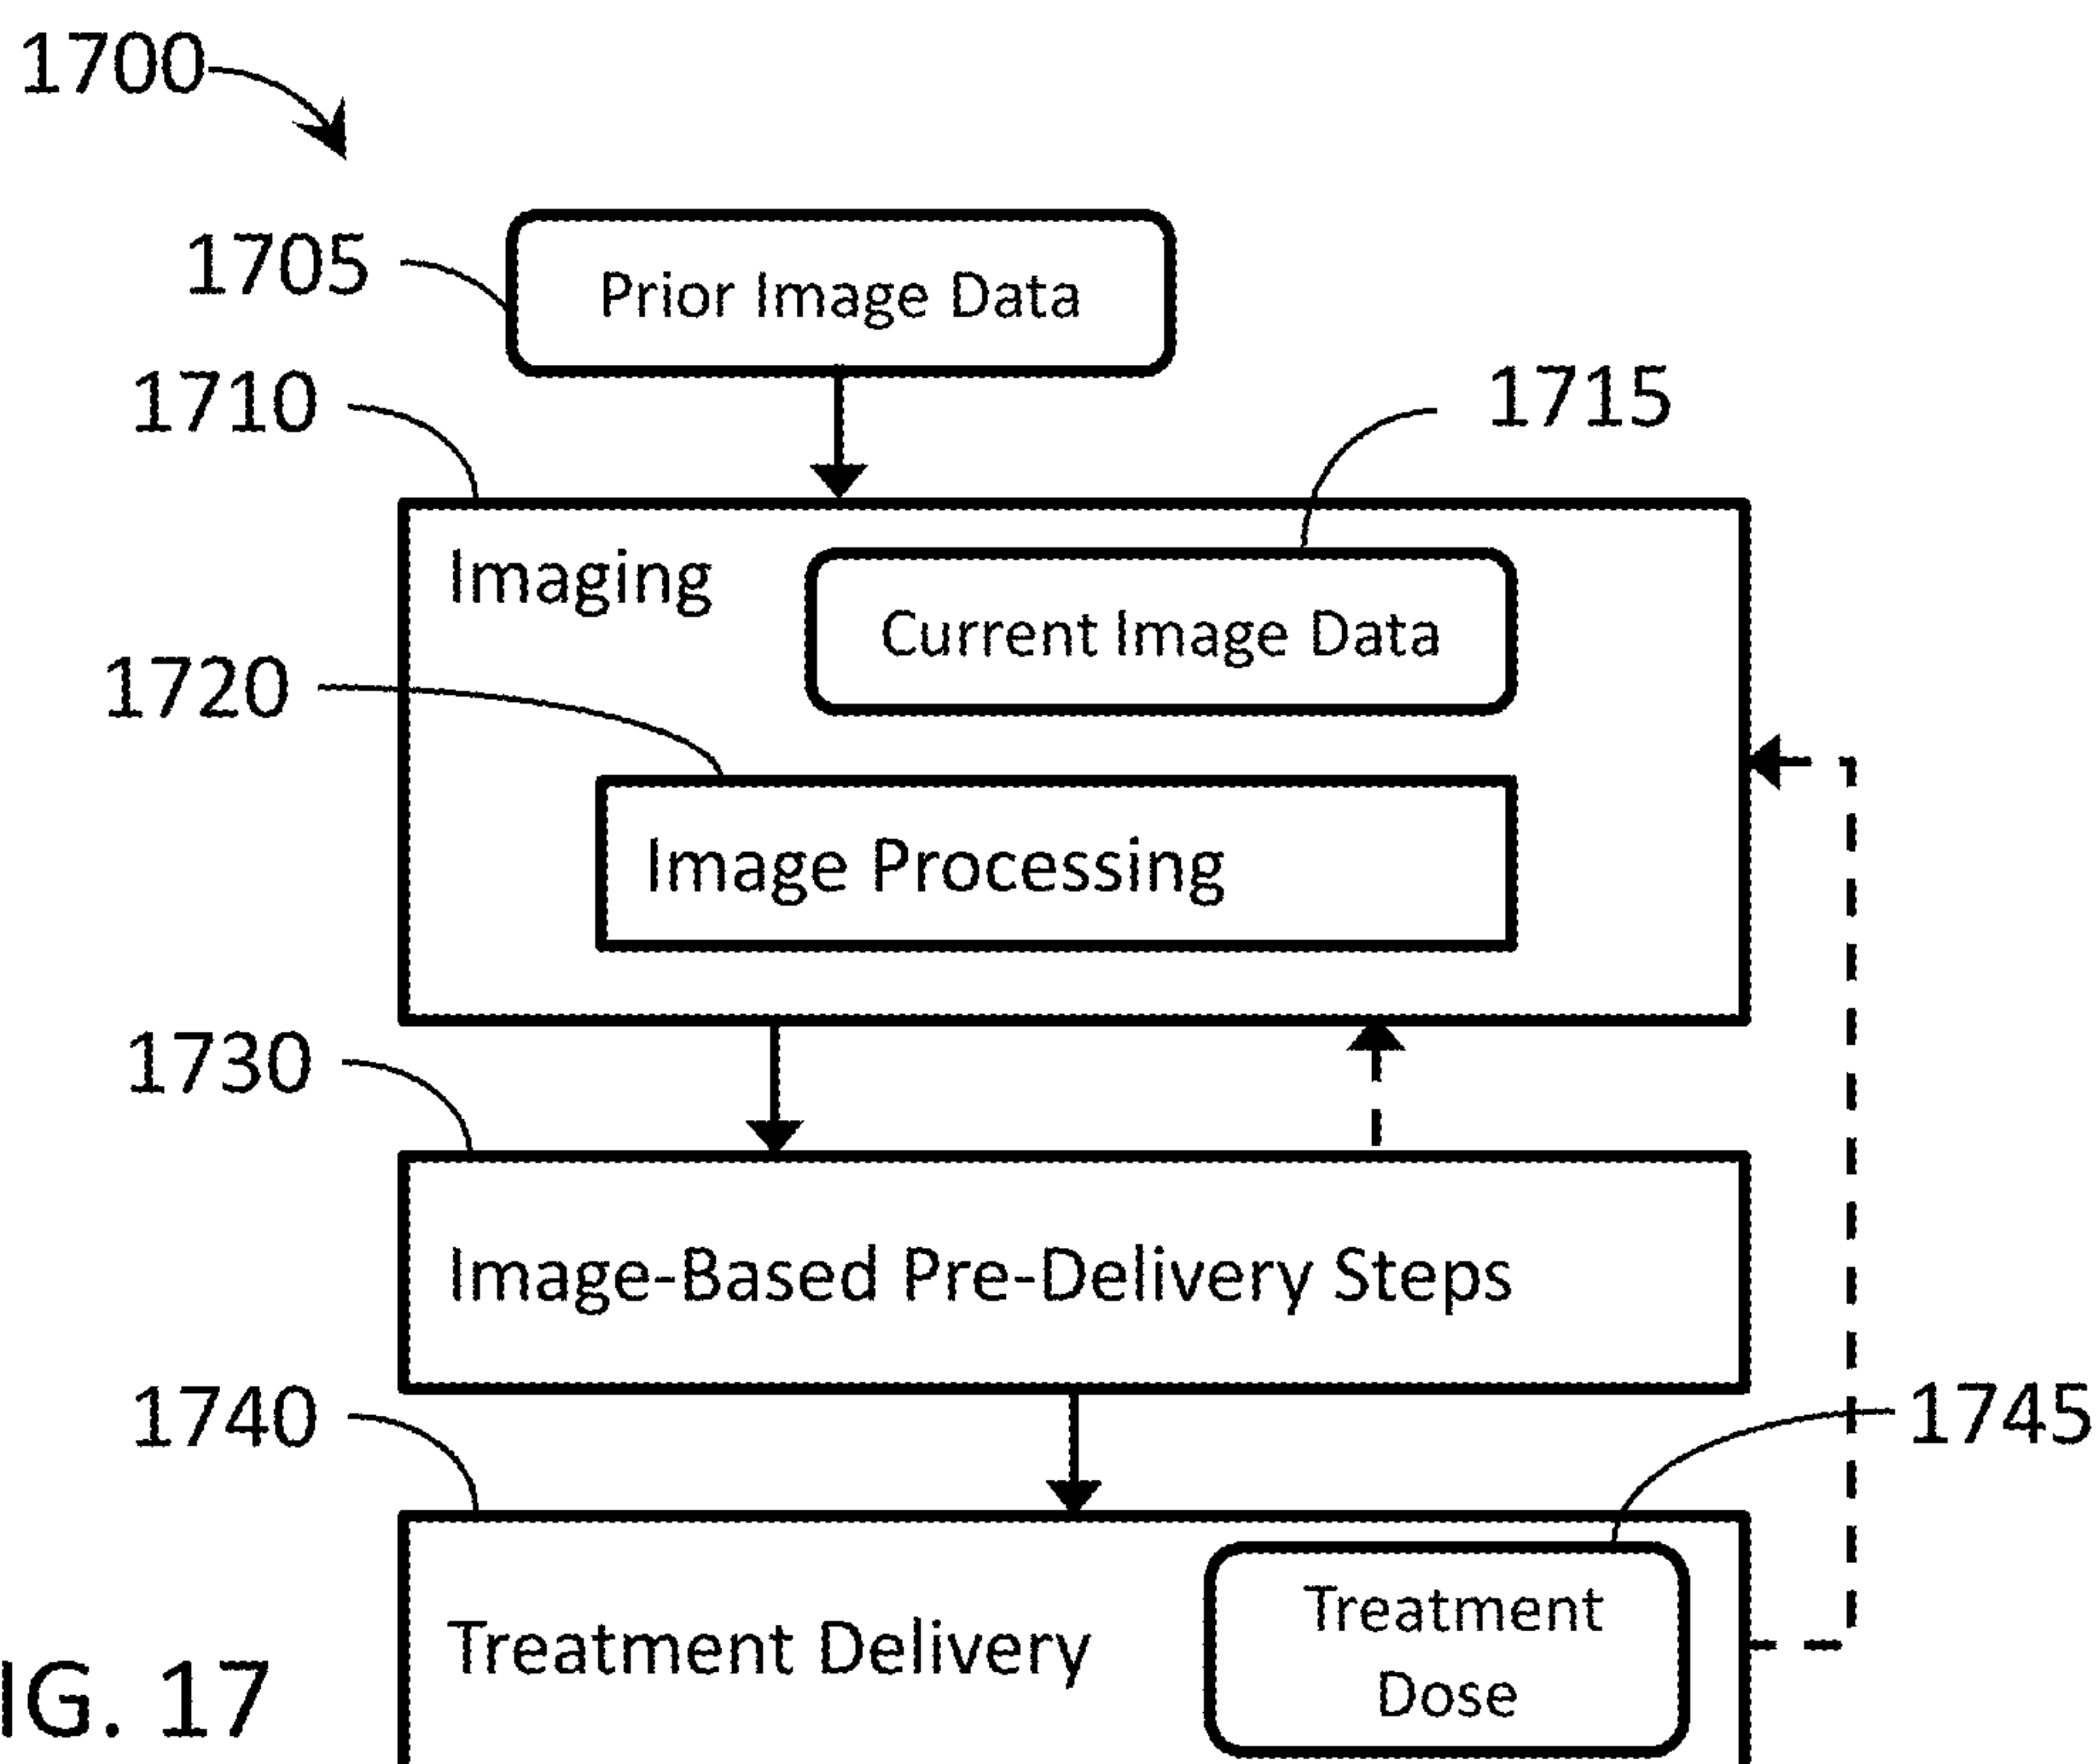 1700
1705
Prior Image Data
1710
1715
Imaging
Current Image Data
1720
Image Processing
1730
Image-Based Pre-Delivery Steps
1740
1745
Treatment Delivery
Treatment
Dose
IG. 17